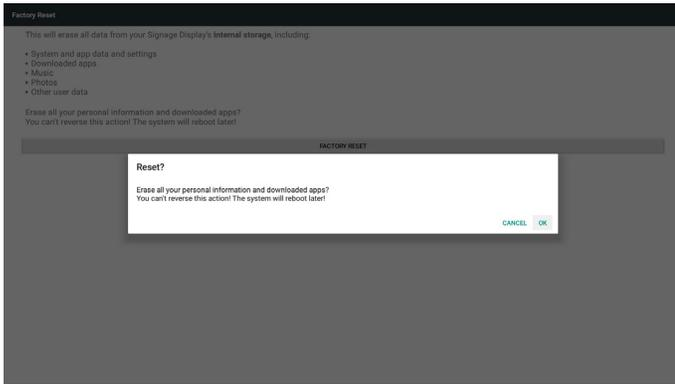 Factory Reset
This will erase all data from your Signage Display's internal storage, including:
• System and app data and settings
• Downloaded apps
• Music
• Photos
• Other user data
Erase all your personal information and downloaded apps?
You can't reverse this action! The system will reboot later!
FACTORY RESET
Reset?
Erase all your personal information and downloaded apps?
You can't reverse this action! The system will reboot later!
CANCEL OK